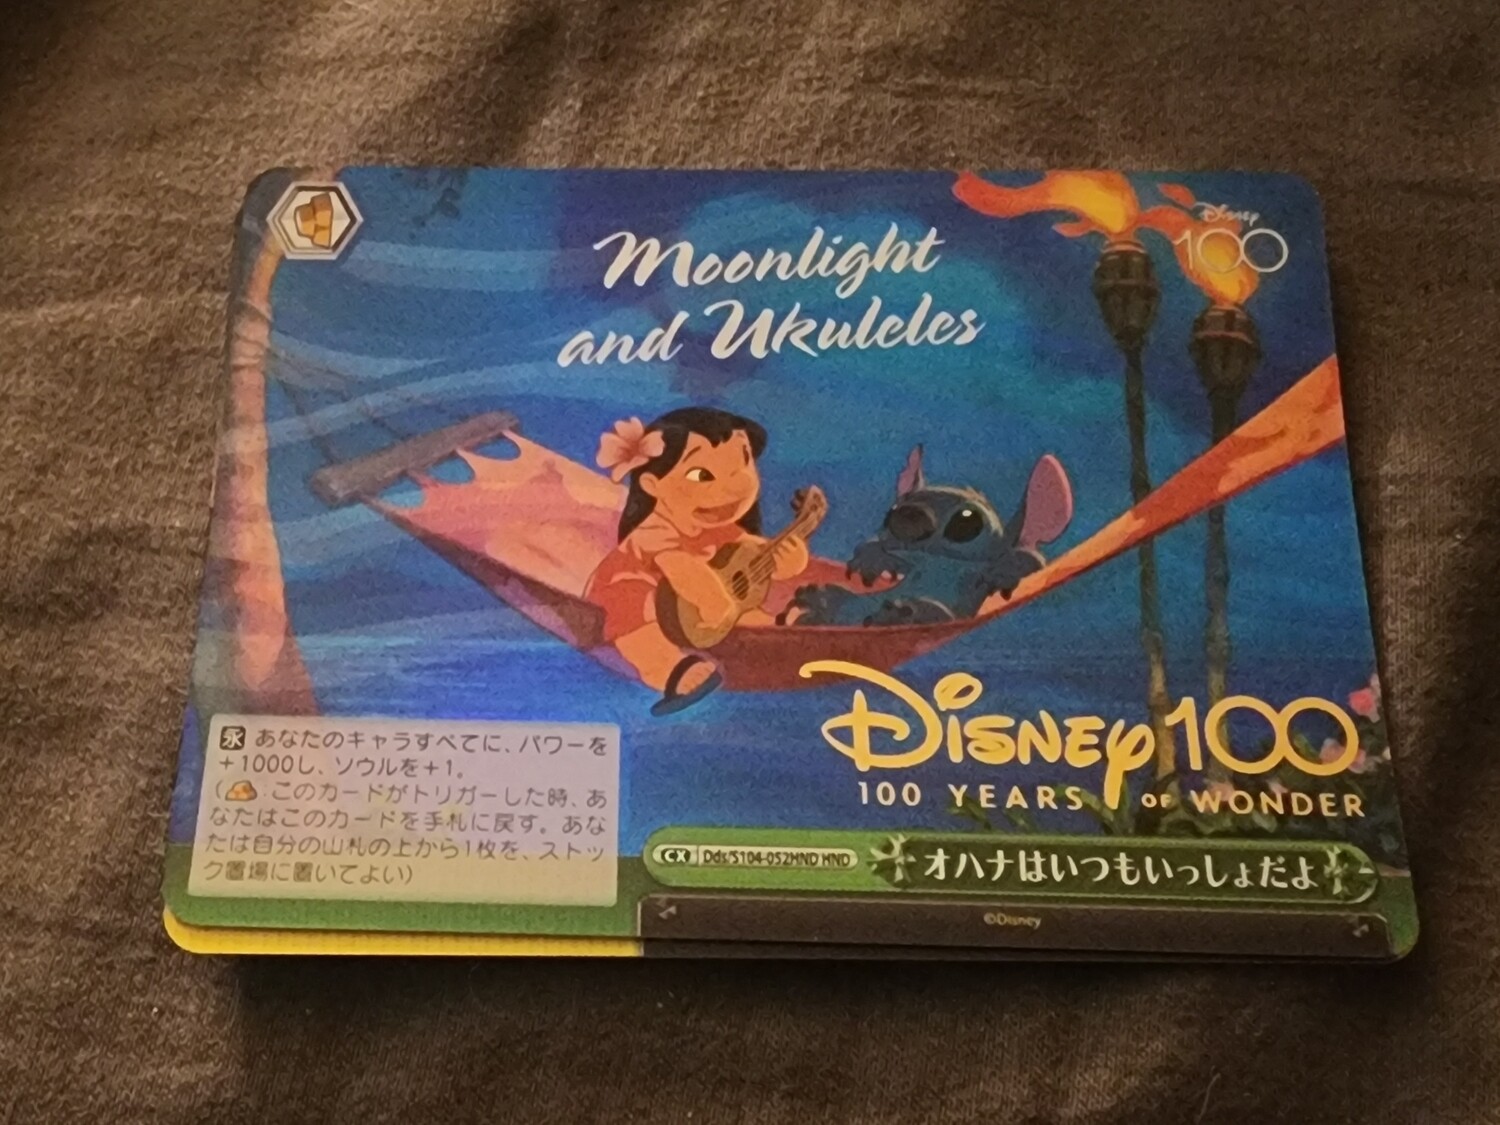 Disney
100
Moonlight
and Ukuleles
Disney100
100 YEARS OF WONDER
永 あなたのキャラすべてに、パワーを
+1000し、ソウルを+1。
( :このカードがトリガーした時、あ
なたはこのカードを手札に戻す。あな
たは自分の山札の上から1枚を、ストッ
ク置場に置いてよい)
CX Dds/S104-052HND HND オハナはいつもいっしょだよ
©Disney